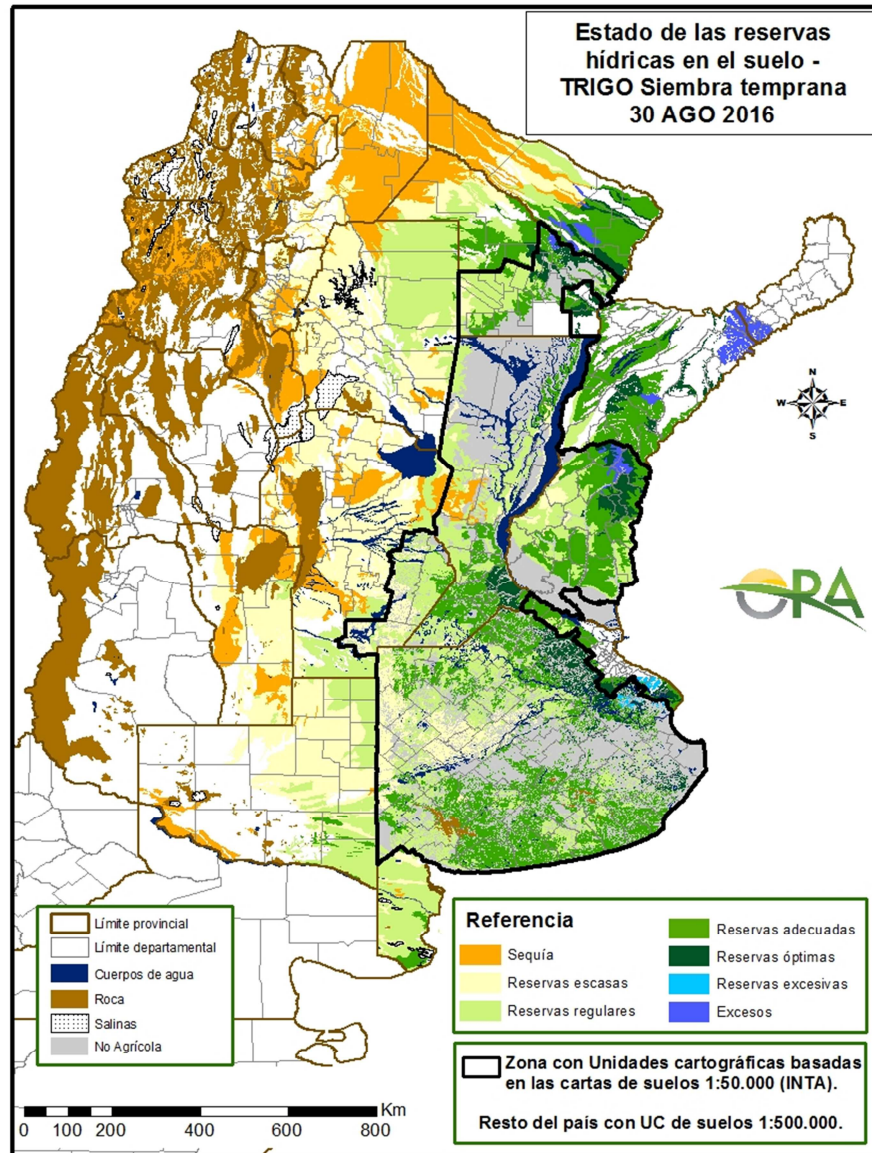 Estado de las reservas
hídricas en el suelo -
TRIGO Siembra temprana
30 AGO 2016
N
W E
S
ORA
Límite provincial
Límite departamental
Cuerpos de agua
Roca
Salinas
No Agrícola
Referencia
Sequía
Reservas escasas
Reservas regulares
Reservas adecuadas
Reservas óptimas
Reservas excesivas
Excesos
Zona con Unidades cartográficas basadas
en las cartas de suelos 1:50.000 (INTA).
Resto del país con UC de suelos 1:500.000.
Km
0 100 200 400 600 800